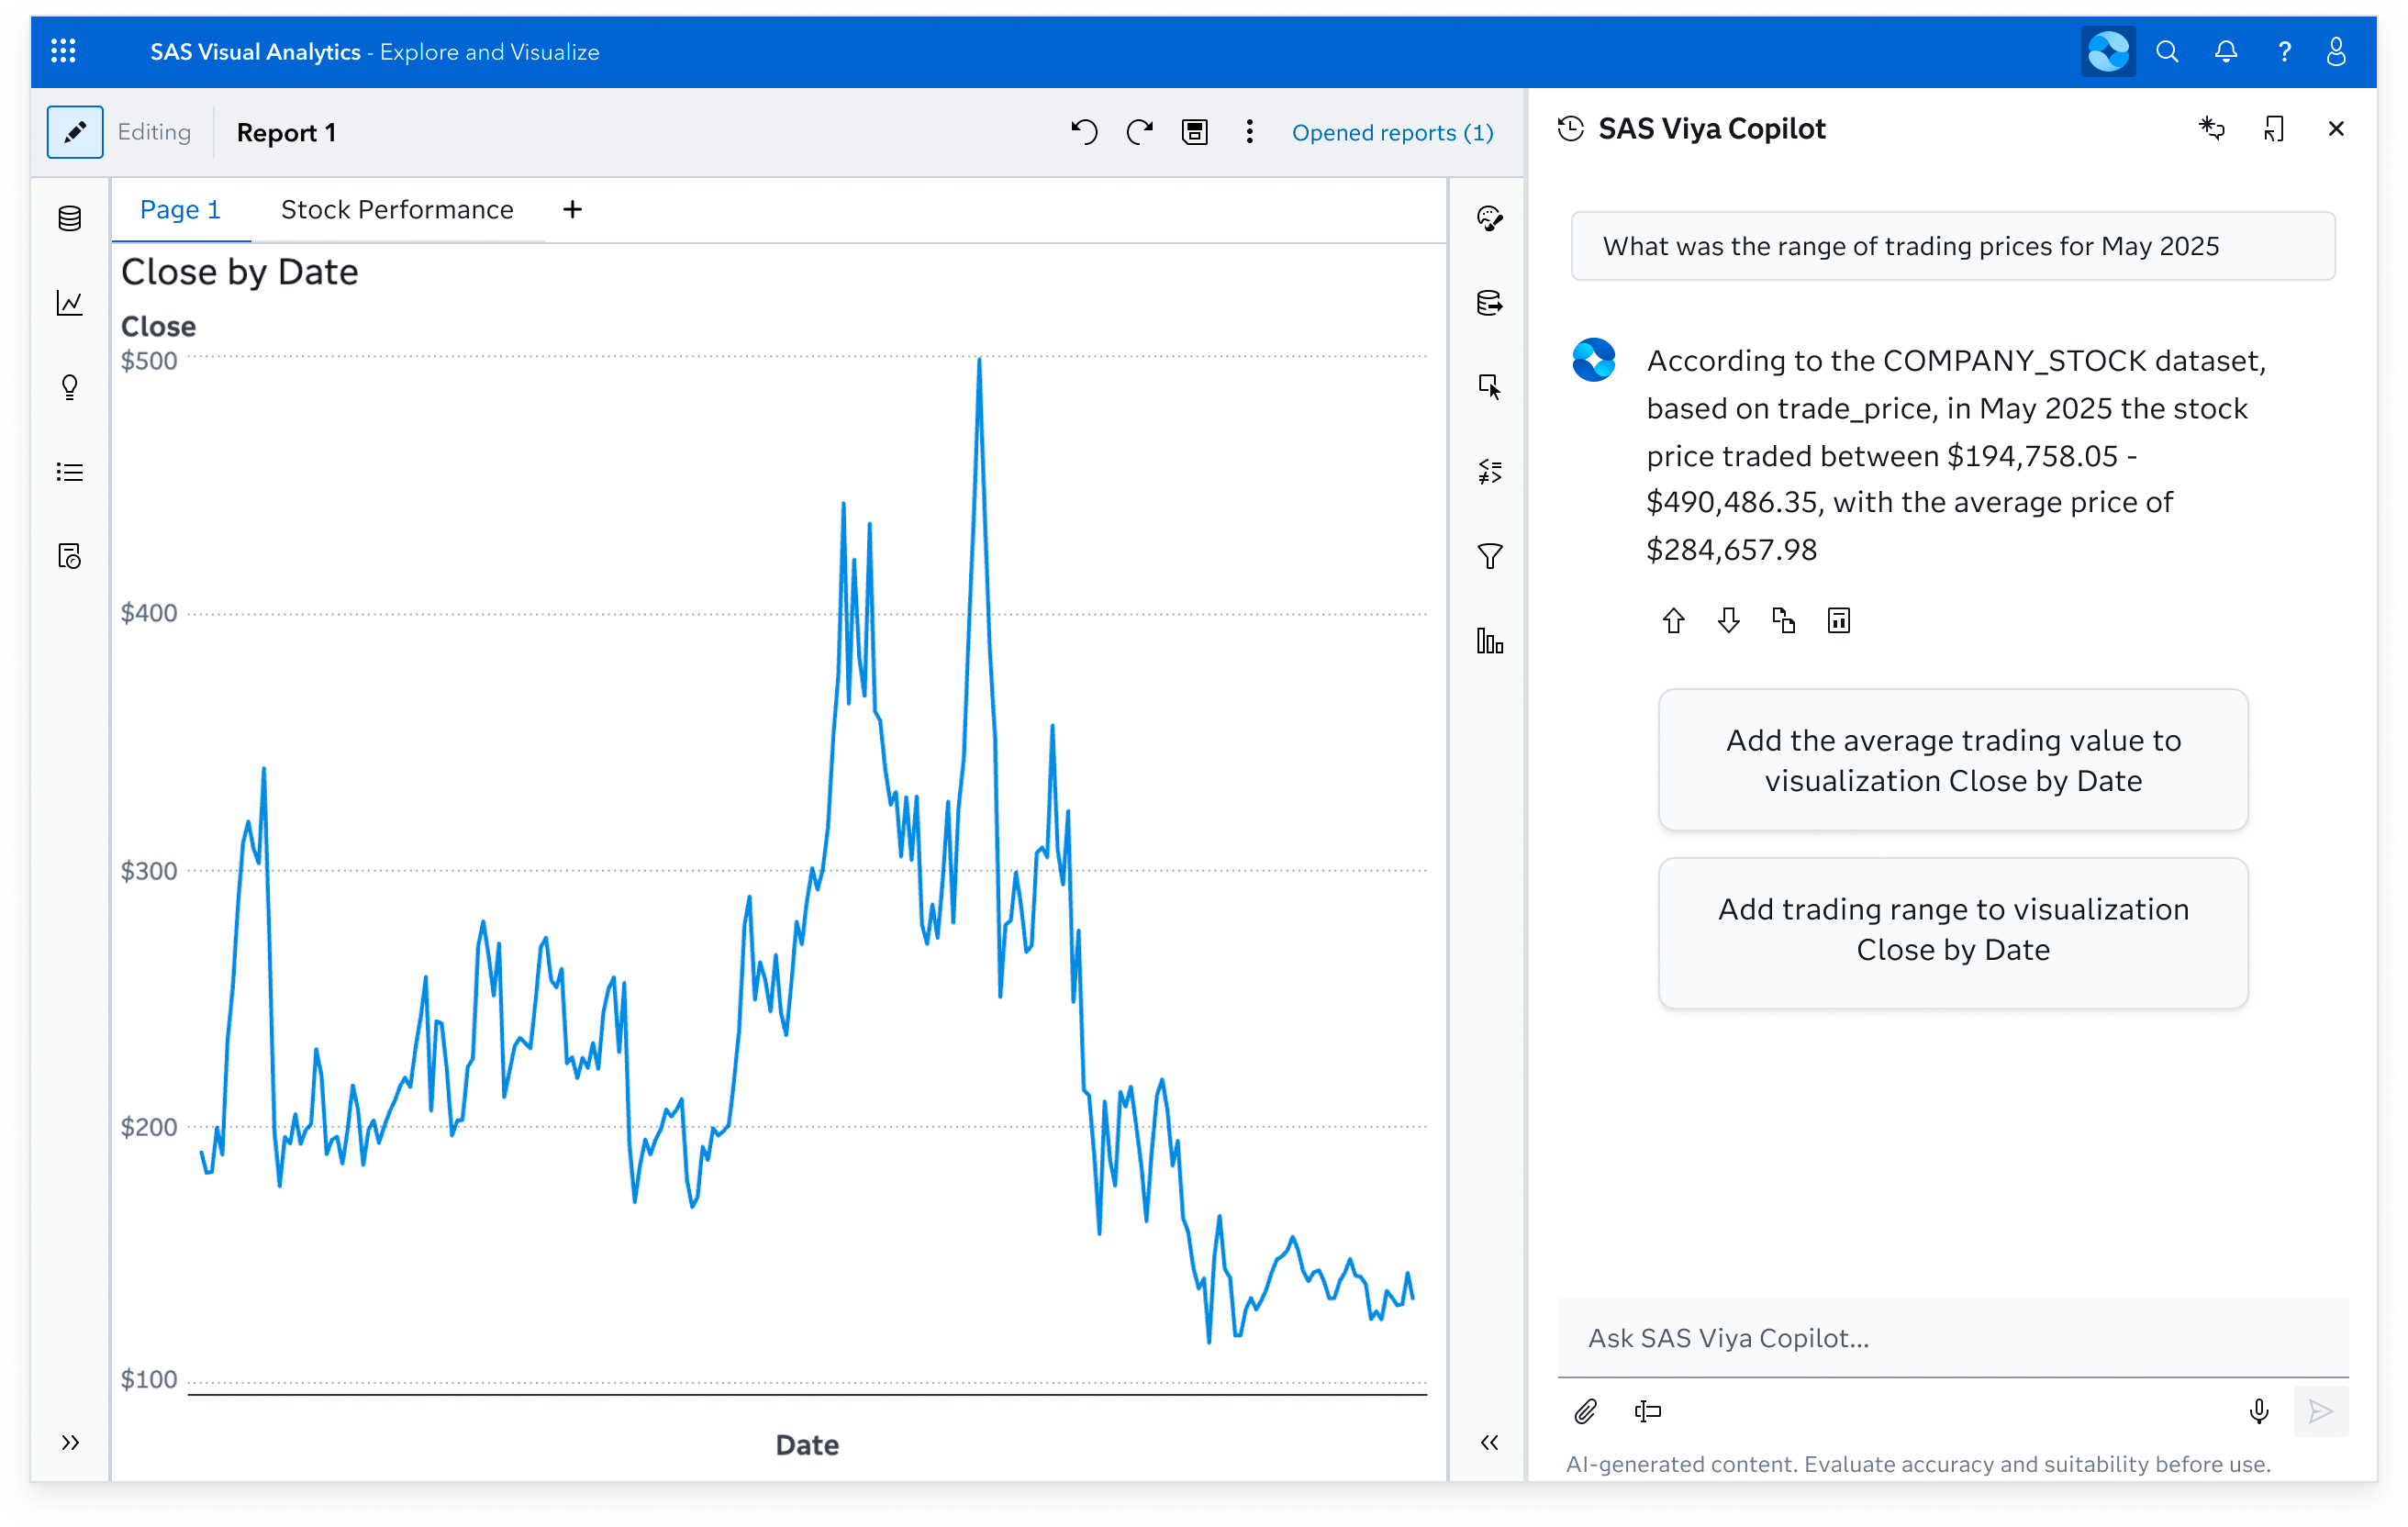 SAS Visual Analytics - Explore and Visualize
Editing
Report 1
Opened reports (1)
Page 1
Stock Performance
Close by Date
Close
$500
$400
$300
$200
$100
Date
SAS Viya Copilot
What was the range of trading prices for May 2025
According to the COMPANY_STOCK dataset,
based on trade_price, in May 2025 the stock
price traded between $194,758.05 -
$490,486.35, with the average price of
$284,657.98
Add the average trading value to
visualization Close by Date
Add trading range to visualization
Close by Date
Ask SAS Viya Copilot...
AI-generated content. Evaluate accuracy and suitability before use.